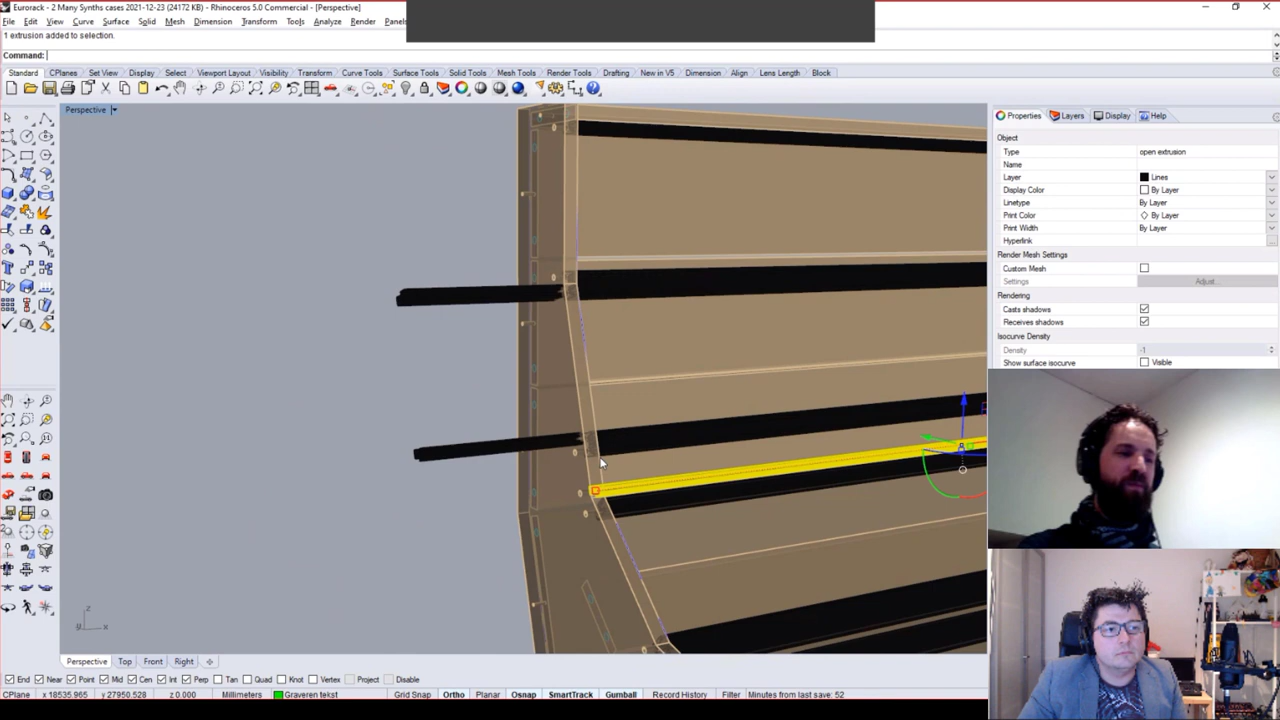 Eurorack - 2 Many Synths cases 2021-12-23 (24172 KB) - Rhinoceros 5.0 Commercial - [Perspective]
File Edit View Curve Surface Solid Mesh Dimension Transform Tools Analyze Render Panels
1 extrusion added to selection.
Command:
Standard CPlanes Set View Display Select Viewport Layout Visibility Transform Curve Tools Surface Tools Solid Tools Mesh Tools Render Tools Drafting New in V5 Dimension Align Lens Length Block
Perspective
Properties Layers Display Help
Object
Type open extrusion
Name
Layer Lines
Display Color By Layer
Linetype By Layer
Print Color By Layer
Print Width By Layer
Hyperlink
Render Mesh Settings
Custom Mesh
Settings Adjust...
Rendering
Casts shadows
Receives shadows
Isocurve Density
Density -1
Show surface isocurve Visible
z
y x
Perspective Top Front Right
End Near Point Mid Cen Int Perp Tan Quad Knot Vertex Project Disable
CPlane x 18535.965 y 27950.528 z 0.000 Millimeters Graveren tekst Grid Snap Ortho Planar Osnap SmartTrack Gumball Record History Filter Minutes from last save: 52